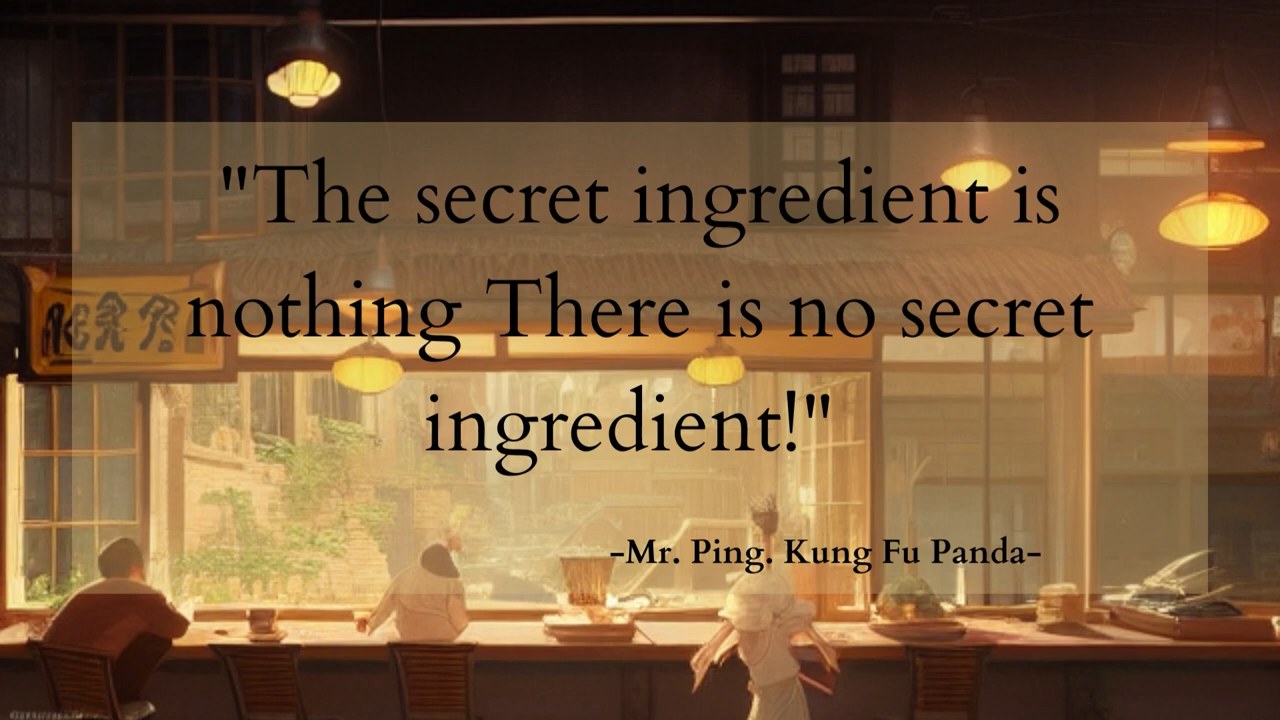 "The secret ingredient is
nothing There is no secret
ingredient!"
-Mr. Ping. Kung Fu Panda-